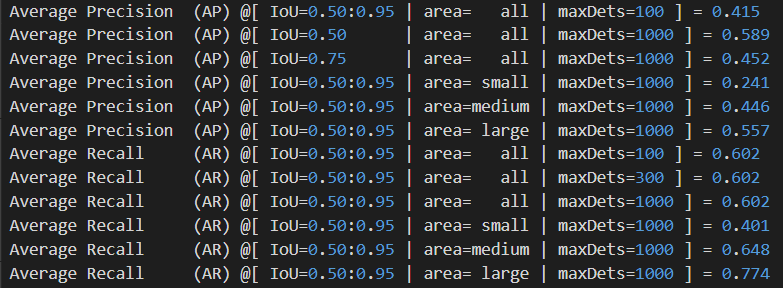 Average Precision  (AP) @[ IoU=0.50:0.95 | area=   all | maxDets=100 ] = 0.415
Average Precision  (AP) @[ IoU=0.50      | area=   all | maxDets=1000 ] = 0.589
Average Precision  (AP) @[ IoU=0.75      | area=   all | maxDets=1000 ] = 0.452
Average Precision  (AP) @[ IoU=0.50:0.95 | area= small | maxDets=1000 ] = 0.241
Average Precision  (AP) @[ IoU=0.50:0.95 | area=medium | maxDets=1000 ] = 0.446
Average Precision  (AP) @[ IoU=0.50:0.95 | area= large | maxDets=1000 ] = 0.557
Average Recall     (AR) @[ IoU=0.50:0.95 | area=   all | maxDets=100 ] = 0.602
Average Recall     (AR) @[ IoU=0.50:0.95 | area=   all | maxDets=300 ] = 0.602
Average Recall     (AR) @[ IoU=0.50:0.95 | area=   all | maxDets=1000 ] = 0.602
Average Recall     (AR) @[ IoU=0.50:0.95 | area= small | maxDets=1000 ] = 0.401
Average Recall     (AR) @[ IoU=0.50:0.95 | area=medium | maxDets=1000 ] = 0.648
Average Recall     (AR) @[ IoU=0.50:0.95 | area= large | maxDets=1000 ] = 0.774